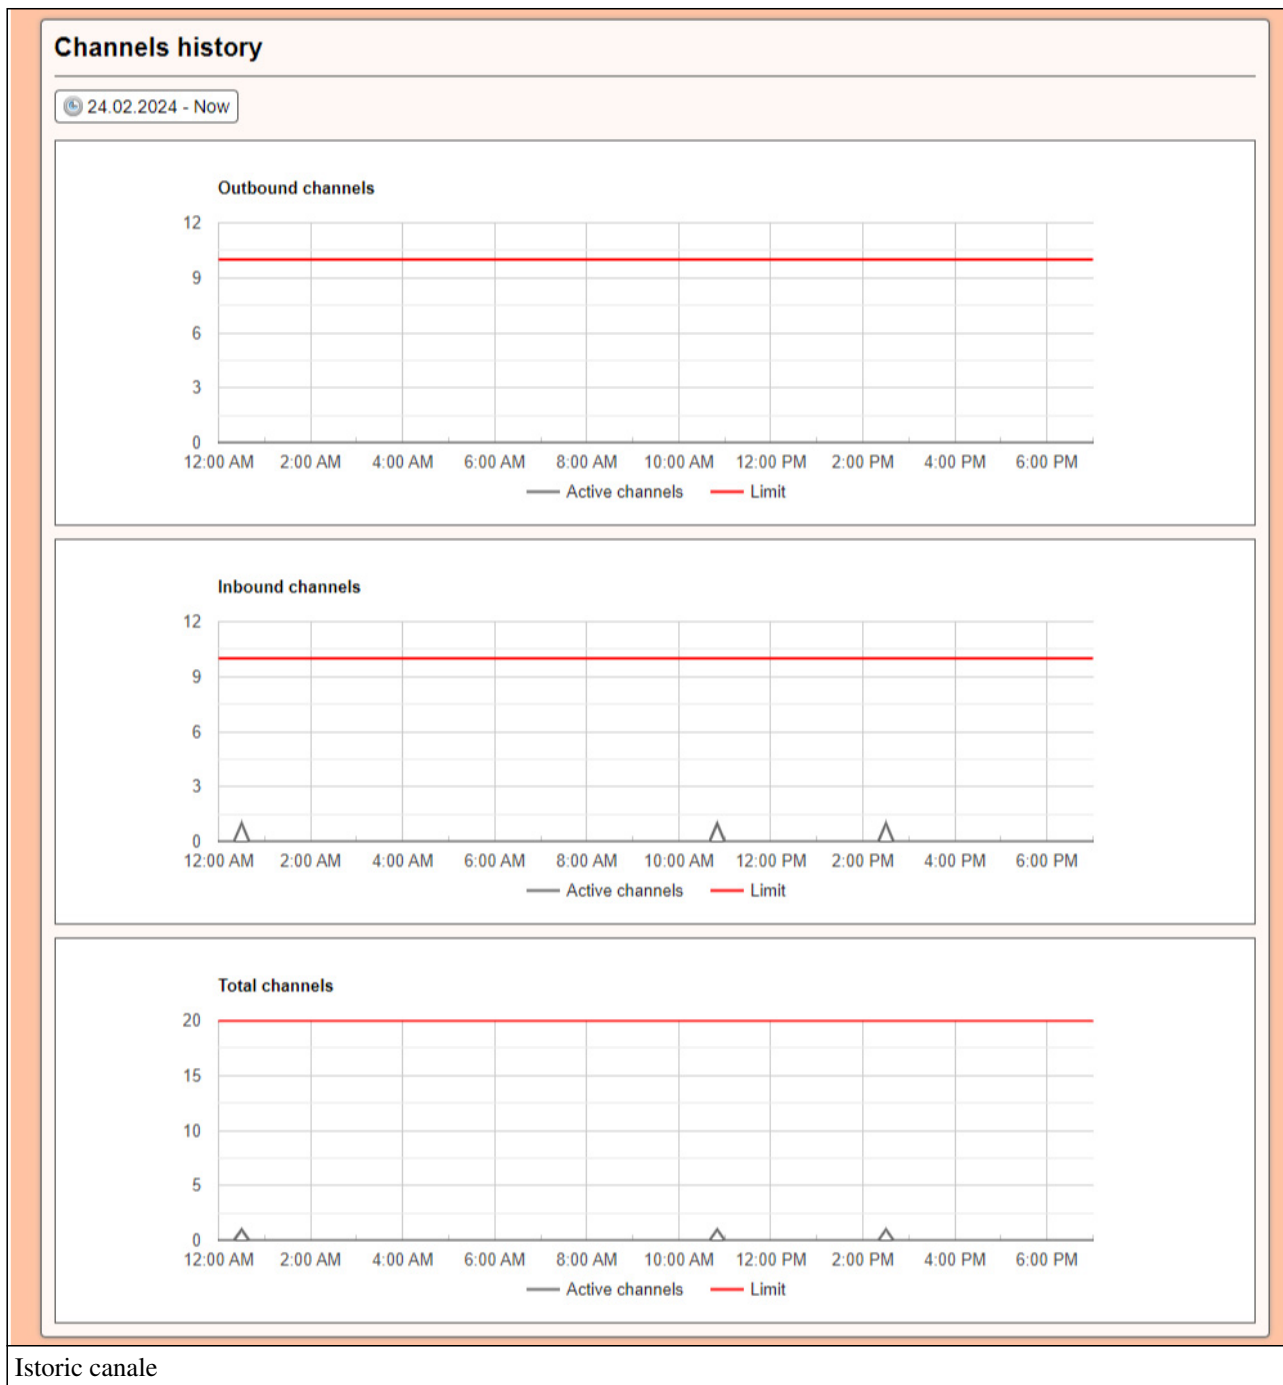 Channels history
24.02.2024 - Now
Outbound channels
12
9
6
3
0
12:00 AM 2:00 AM 4:00 AM 6:00 AM 8:00 AM 10:00 AM 12:00 PM 2:00 PM 4:00 PM 6:00 PM
Active channels Limit
Inbound channels
12
9
6
3
0
12:00 AM 2:00 AM 4:00 AM 6:00 AM 8:00 AM 10:00 AM 12:00 PM 2:00 PM 4:00 PM 6:00 PM
Active channels Limit
Total channels
20
15
10
5
0
12:00 AM 2:00 AM 4:00 AM 6:00 AM 8:00 AM 10:00 AM 12:00 PM 2:00 PM 4:00 PM 6:00 PM
Active channels Limit
Istoric canale